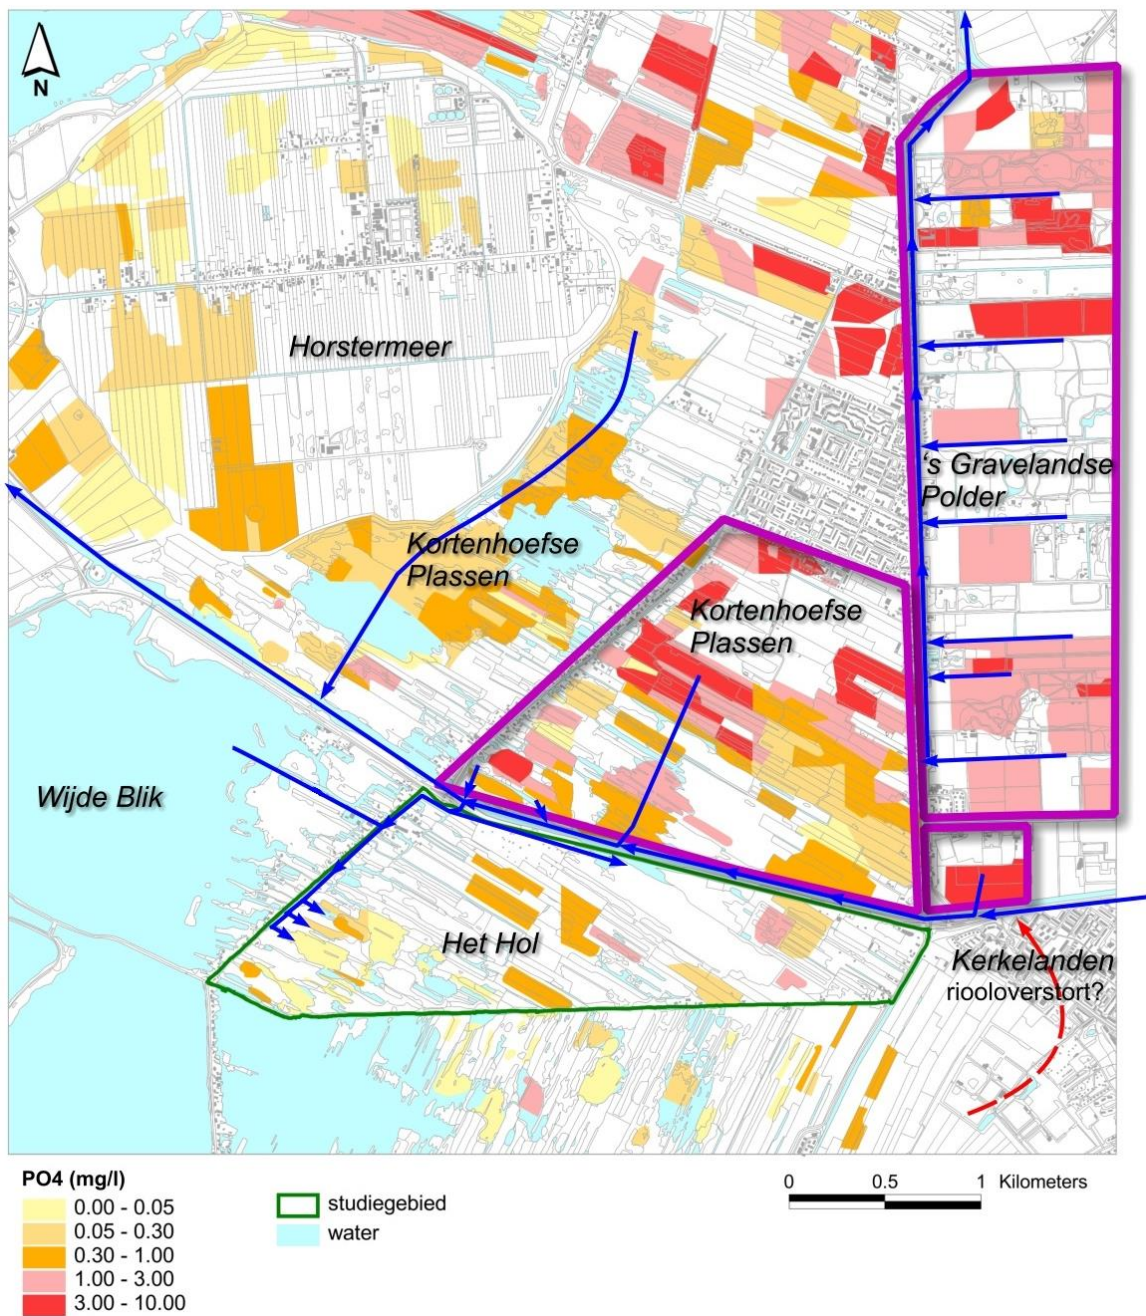 N
Horstermeer
‘s Gravelandse
Polder
Kortenhoefse
Plassen
Kortenhoefse
Plassen
Wijde Blik
Het Hol
Kerkelanden
riooloverstort?
PO4 (mg/l)
0.00 - 0.05
0.05 - 0.30
0.30 - 1.00
1.00 - 3.00
3.00 - 10.00
studiegebied
water
0 0.5 1 Kilometers